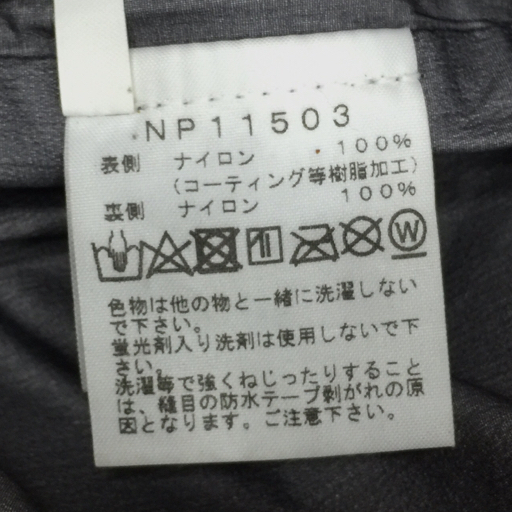 NP11503
表側 ナイロン 100%
(コーティング等樹脂加工)
裏側 ナイロン 100%
W
色物は他の物と一緒に洗濯しない
で下さい。
蛍光剤入り洗剤は使用しないで下
さい。
洗濯等で強くねじったりすること
は、縫目の防水テープ剥がれの原
因となります。ご注意下さい。